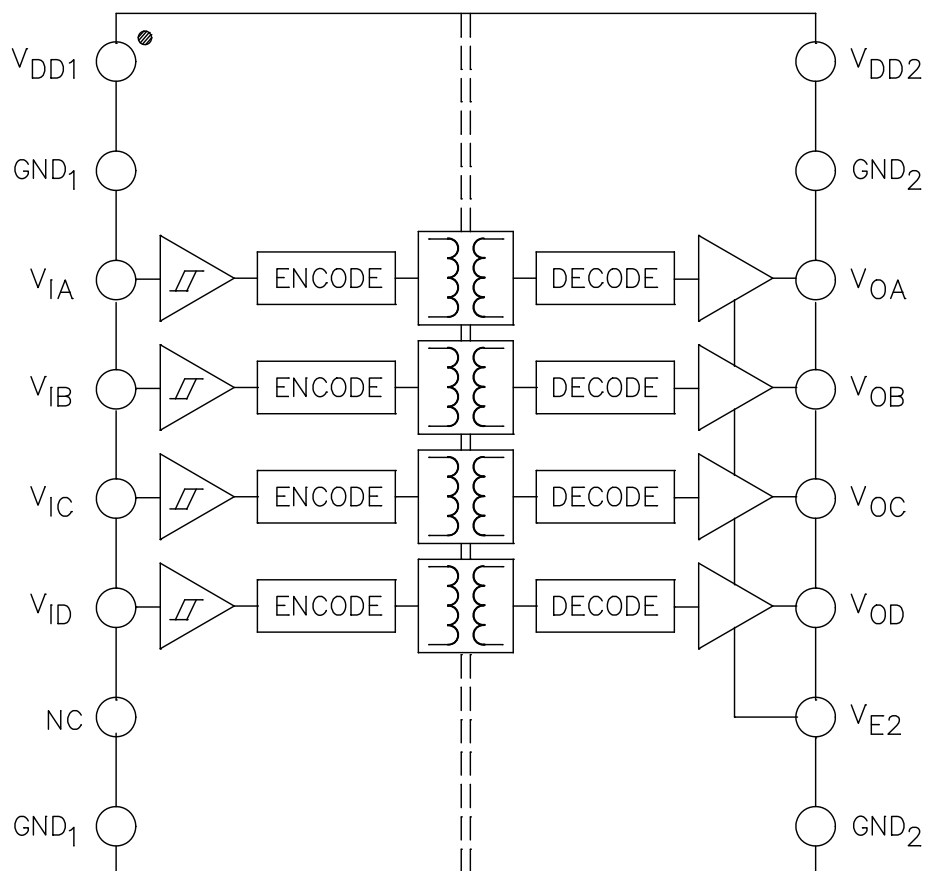 VDD1 VDD2
GND1 GND2
VIA ENCODE DECODE VOA
VIB ENCODE DECODE VOB
VIC ENCODE DECODE VOC
VID ENCODE DECODE VOD
NC VE2
GND1 GND2